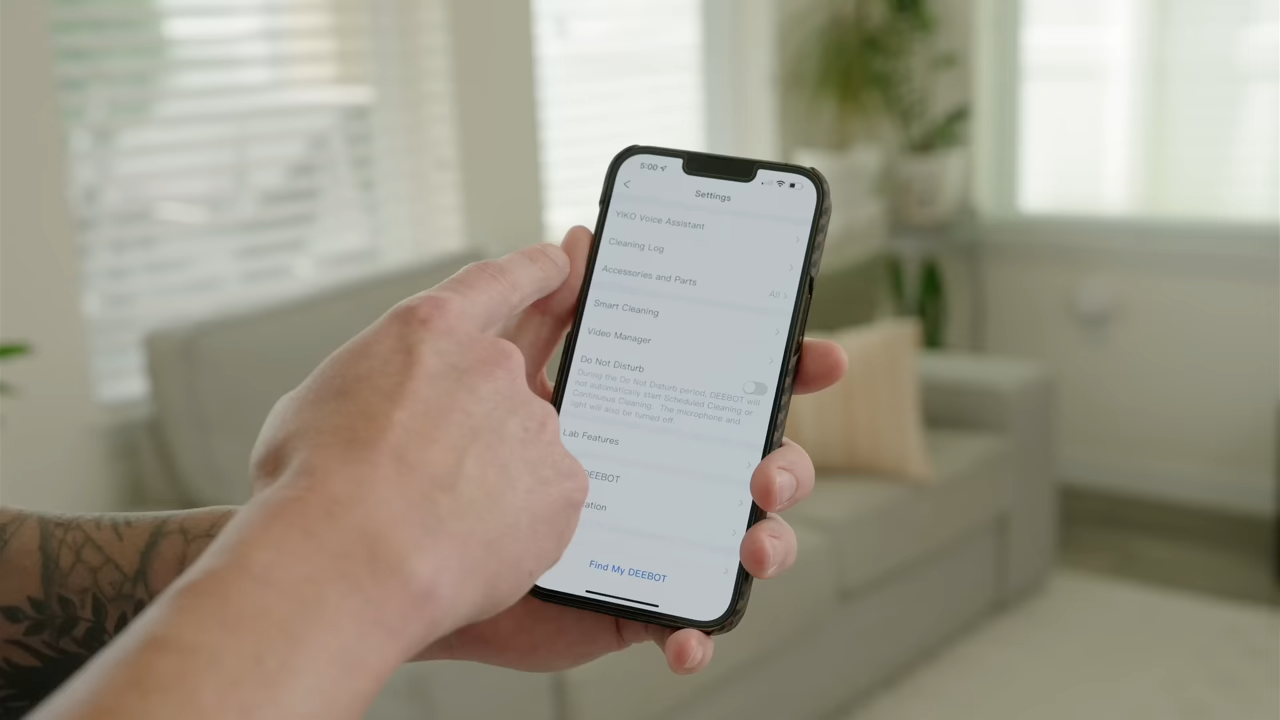 5:00
Settings
YIKO Voice Assistant
Cleaning Log
Accessories and Parts
All
Smart Cleaning
Video Manager
Do Not Disturb
During the Do Not Disturb period, DEEBOT will
not automatically start Scheduled Cleaning or
Continuous Cleaning. The microphone and
light will also be turned off.
Lab Features
DEEBOT
Find My DEEBOT